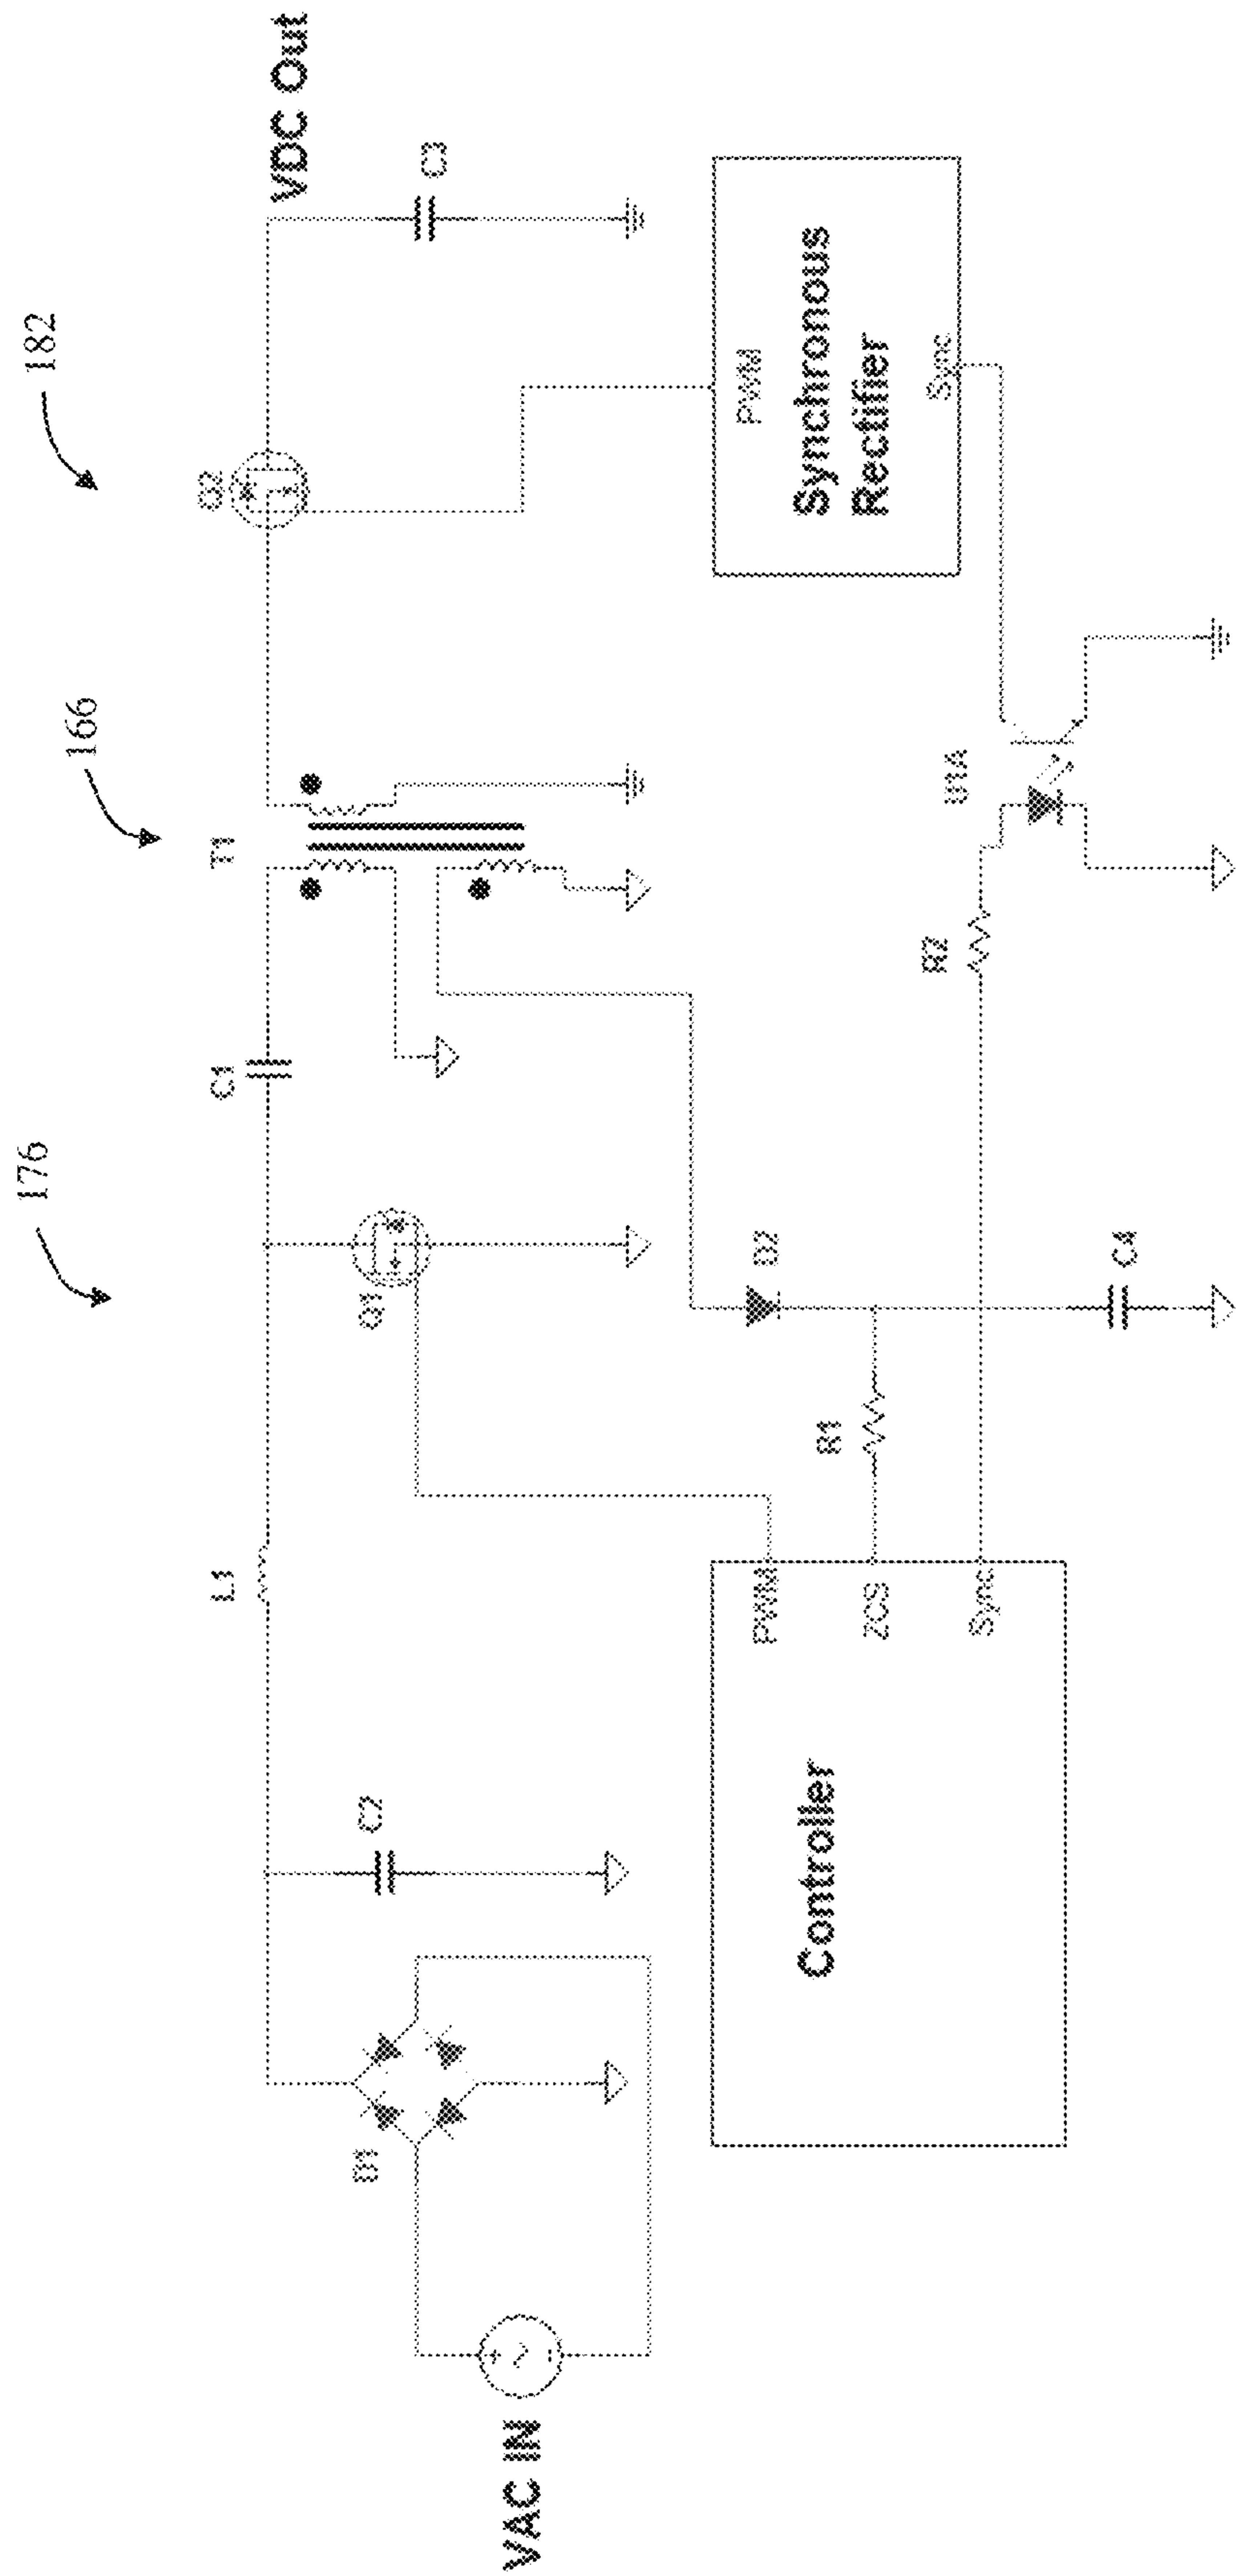 176
166
182
VAC IN
D1
C2
L1
Q1
C1
T1
Q2
C3
VDC Out
Controller
PWM
ZCS
Sync
R1
D2
C4
R2
U1A
PWM
Synchronous
Rectifier
Sync